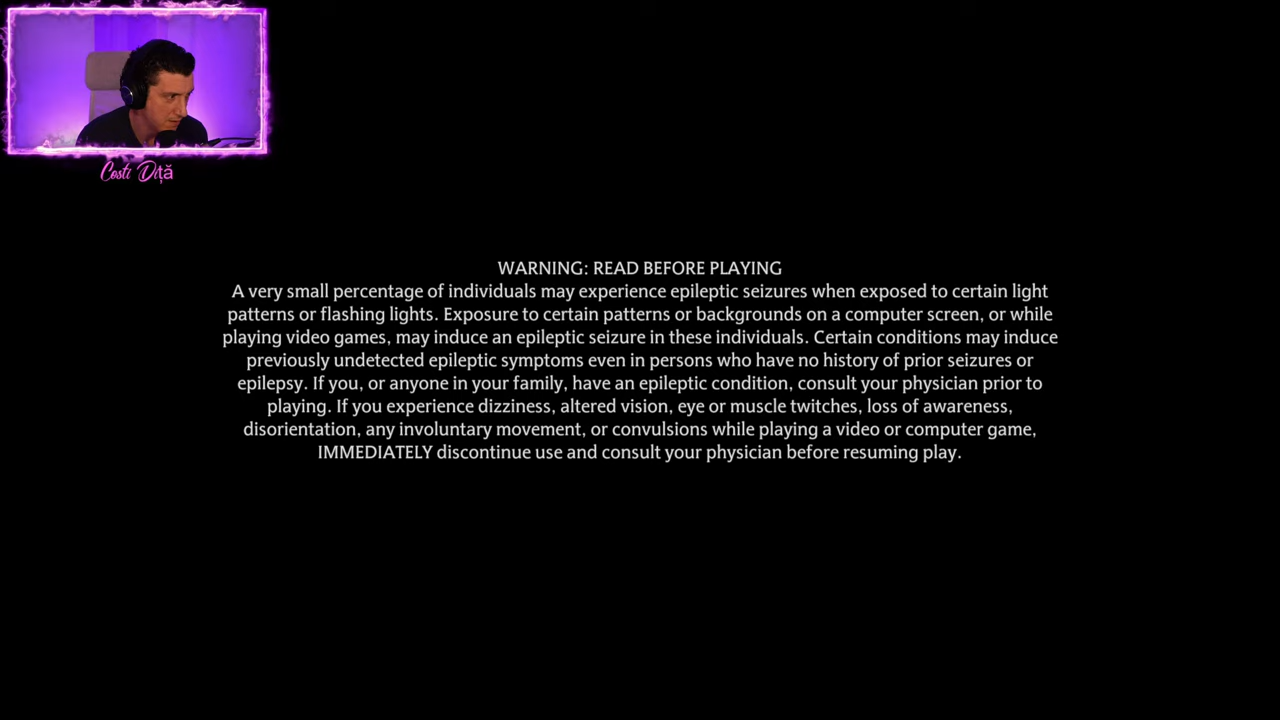 Costi Diță
WARNING: READ BEFORE PLAYING
A very small percentage of individuals may experience epileptic seizures when exposed to certain light
patterns or flashing lights. Exposure to certain patterns or backgrounds on a computer screen, or while
playing video games, may induce an epileptic seizure in these individuals. Certain conditions may induce
previously undetected epileptic symptoms even in persons who have no history of prior seizures or
epilepsy. If you, or anyone in your family, have an epileptic condition, consult your physician prior to
playing. If you experience dizziness, altered vision, eye or muscle twitches, loss of awareness,
disorientation, any involuntary movement, or convulsions while playing a video or computer game,
IMMEDIATELY discontinue use and consult your physician before resuming play.